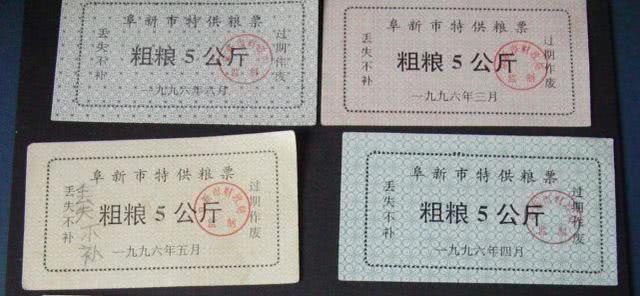 阜新市特供粮票
丢失不补
粗粮 5 公斤
过期作废
一九九六年六月
阜新市特供粮票
丢失不补
粗粮 5 公斤
过期作废
一九九六年三月
阜新市特供粮票
丢失不补
丢失不补
粗粮 5 公斤
过期作废
一九九六年五月
阜新市特供粮票
丢失不补
粗粮 5 公斤
过期作废
一九九六年四月